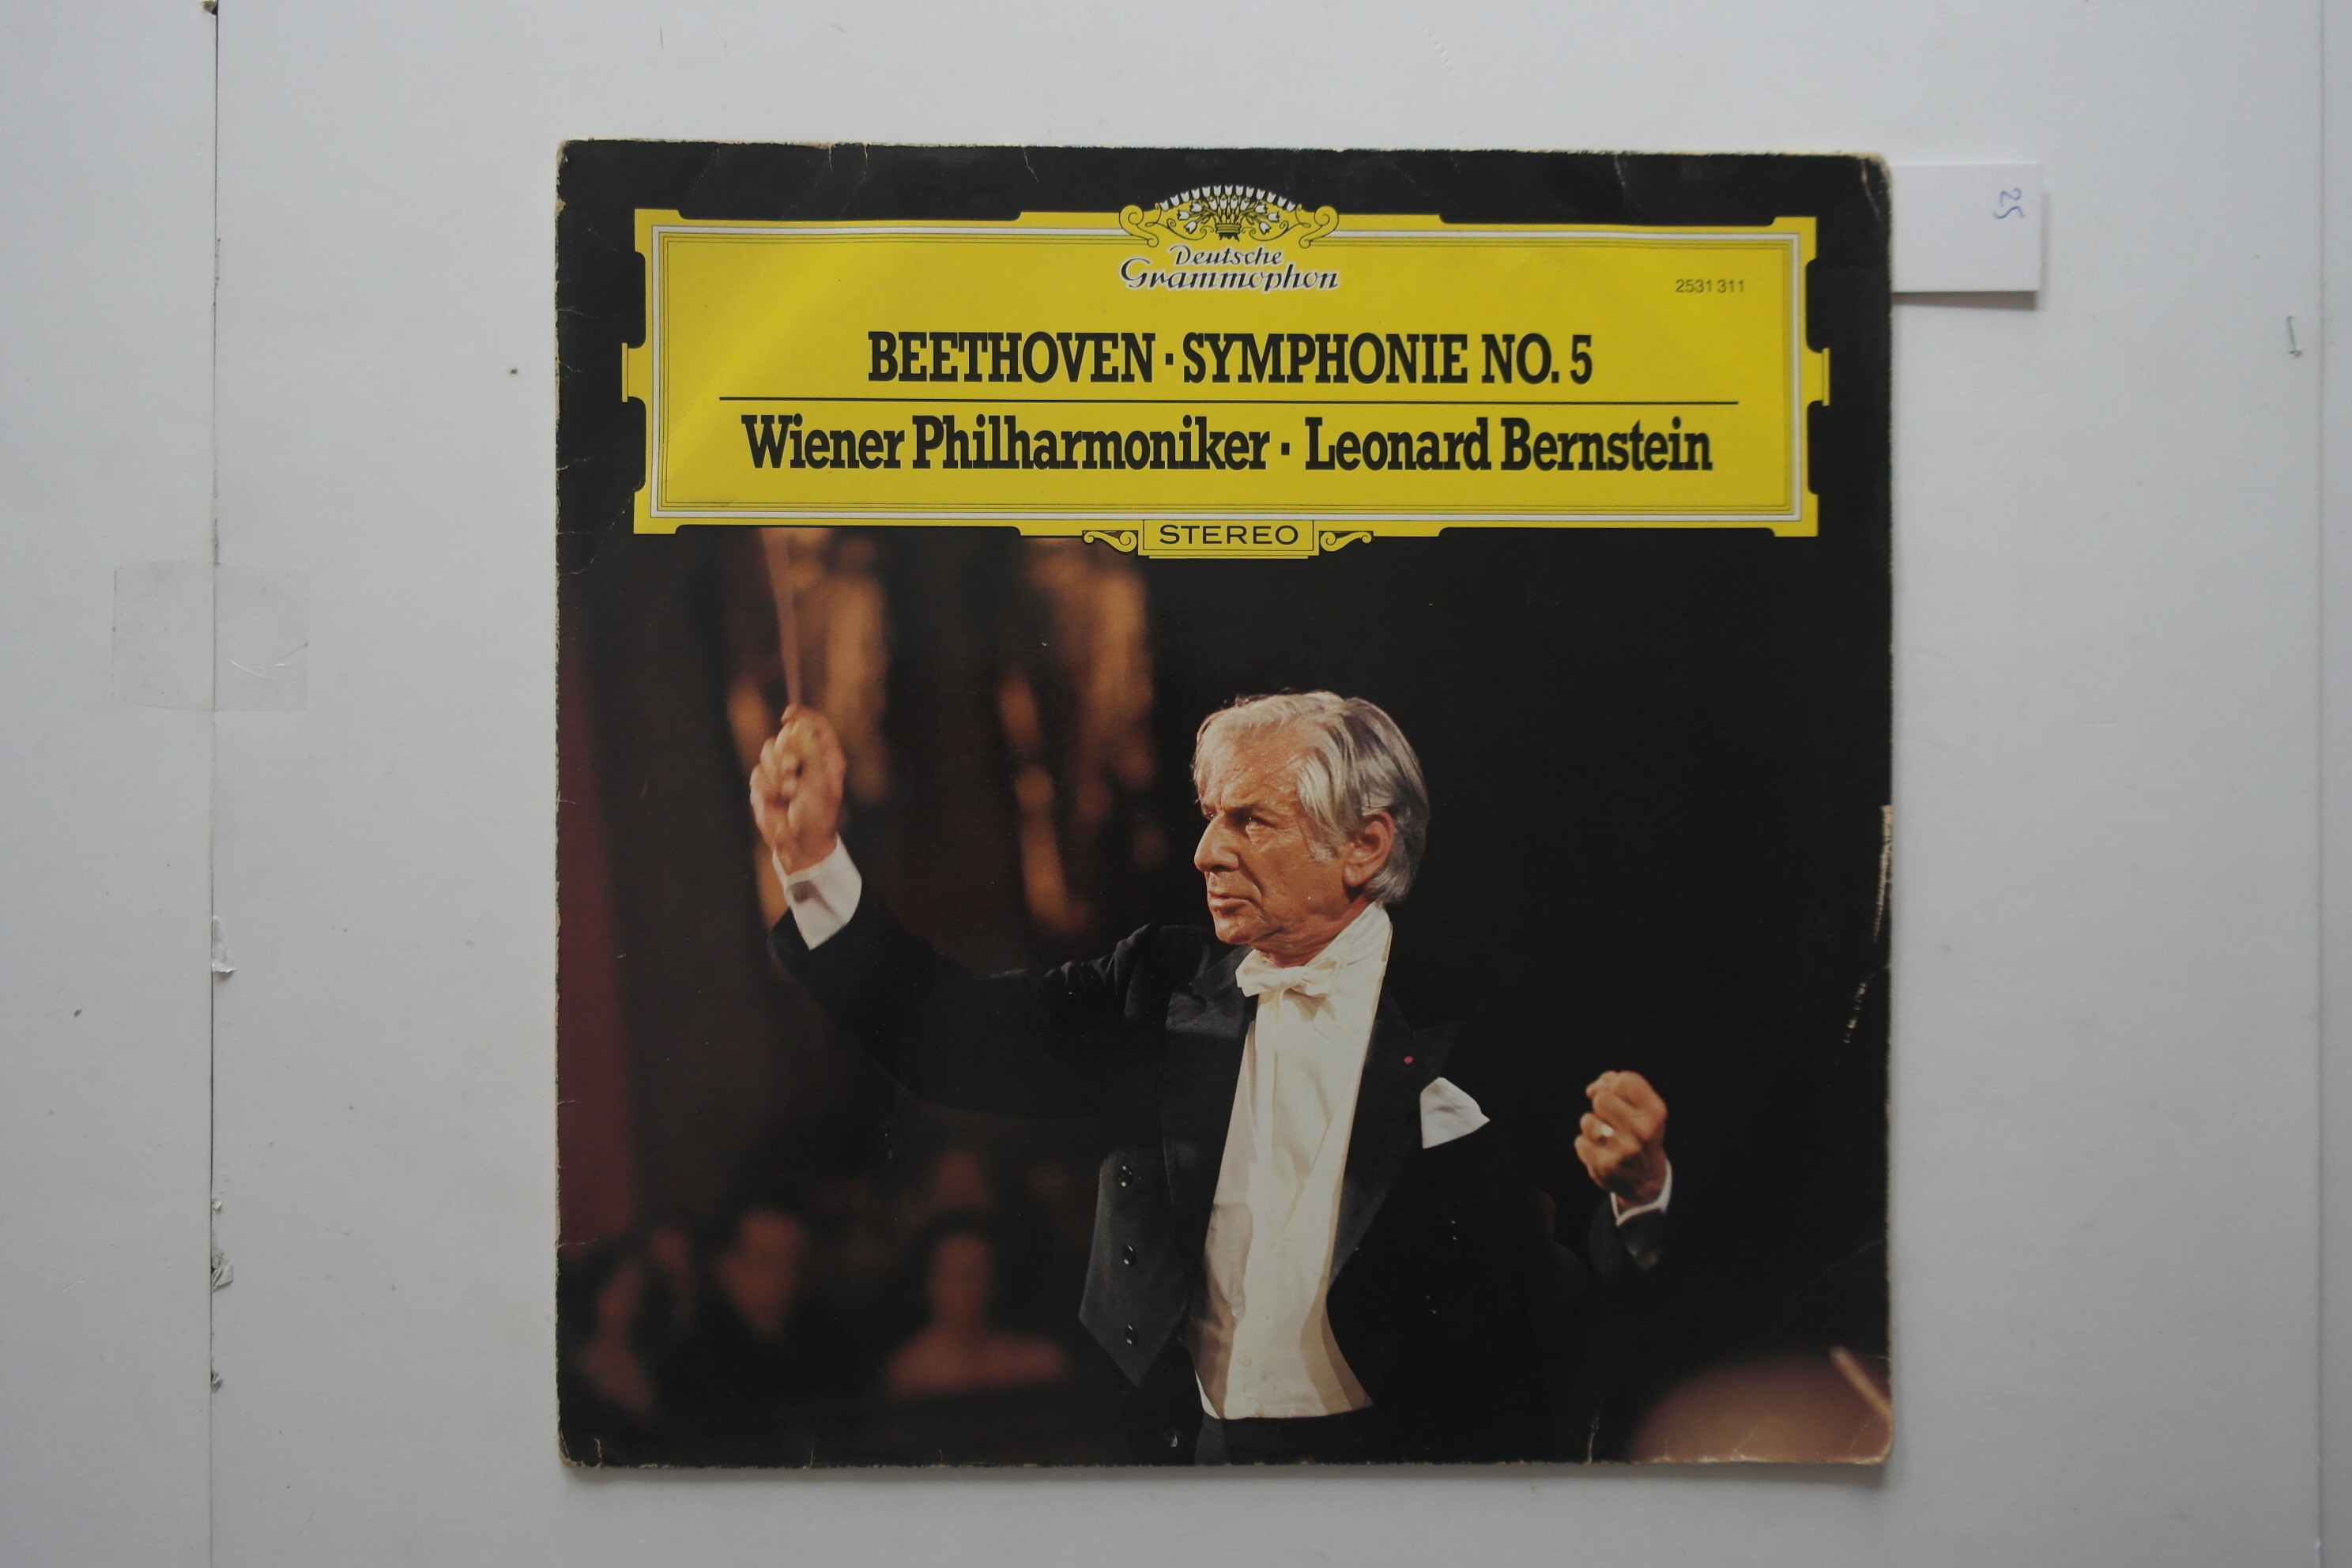 Deutsche
Grammophon
2531 311
BEETHOVEN · SYMPHONIE NO. 5
Wiener Philharmoniker · Leonard Bernstein
STEREO
25